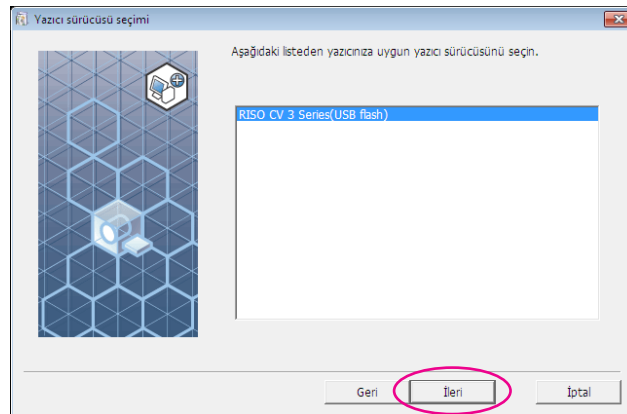 Yazıcı sürücüsü seçimi
Aşağıdaki listeden yazıcınıza uygun yazıcı sürücüsünü seçin.
RISO CV 3 Series(USB flash)
Geri İleri İptal